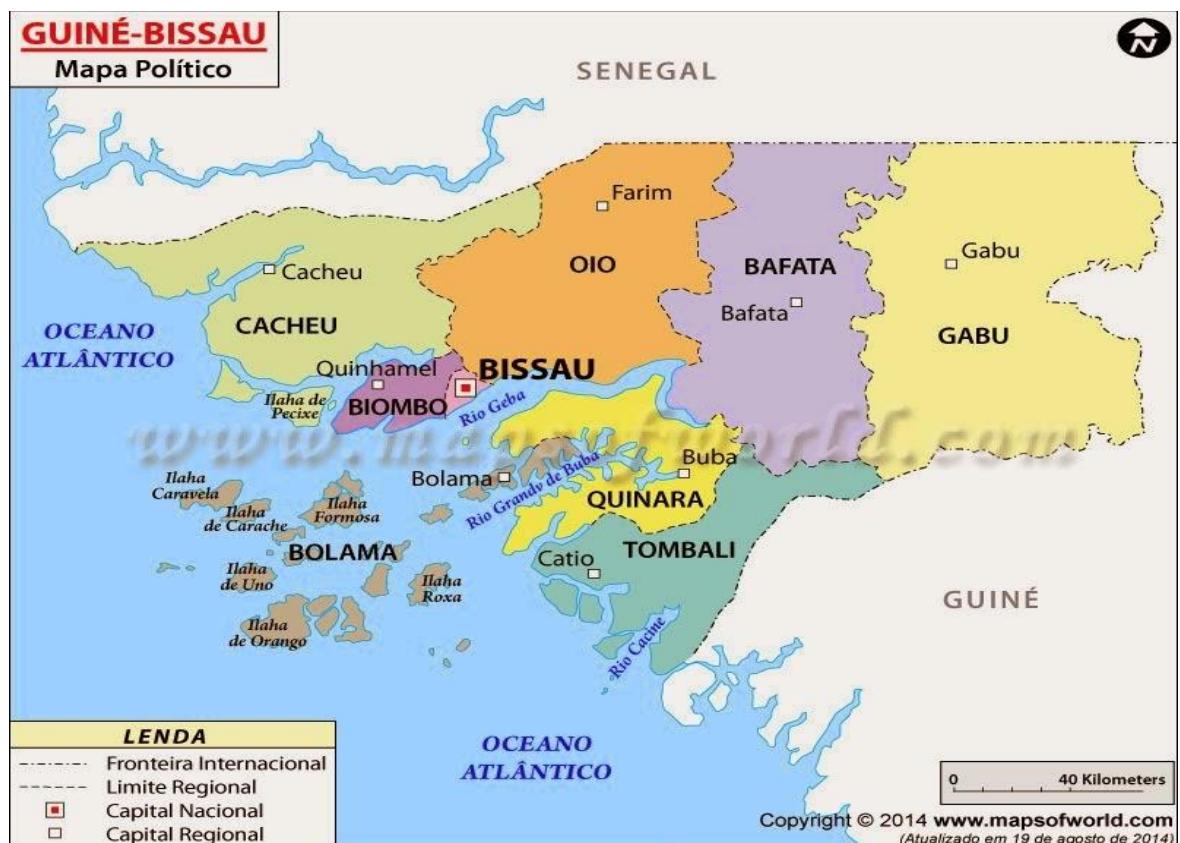 GUINÉ-BISSAU
Mapa Político
N
SENEGAL
Farim
Cacheu
OIO
BAFATA
Gabu
Bafata
CACHEU
GABU
OCEANO
ATLÂNTICO
Quinhamel
BISSAU
BIOMBO
Ilaha de
Pecixe
Rio Geba
www.mapsofworld.com
Bolama
Buba
Rio Grandv de Buba
QUINARA
Ilaha
Caravela
Ilaha
de Carache
Ilaha
Formosa
BOLAMA
TOMBALI
Catio
Ilaha
de Uno
Ilaha
Roxa
GUINÉ
Ilaha
de Orango
Rio Cacine
LENDA
Fronteira Internacional
Limite Regional
Capital Nacional
Capital Regional
OCEANO
ATLÂNTICO
0 40 Kilometers
Copyright © 2014 www.mapsofworld.com
(Atualizado em 19 de agosto de 2014)